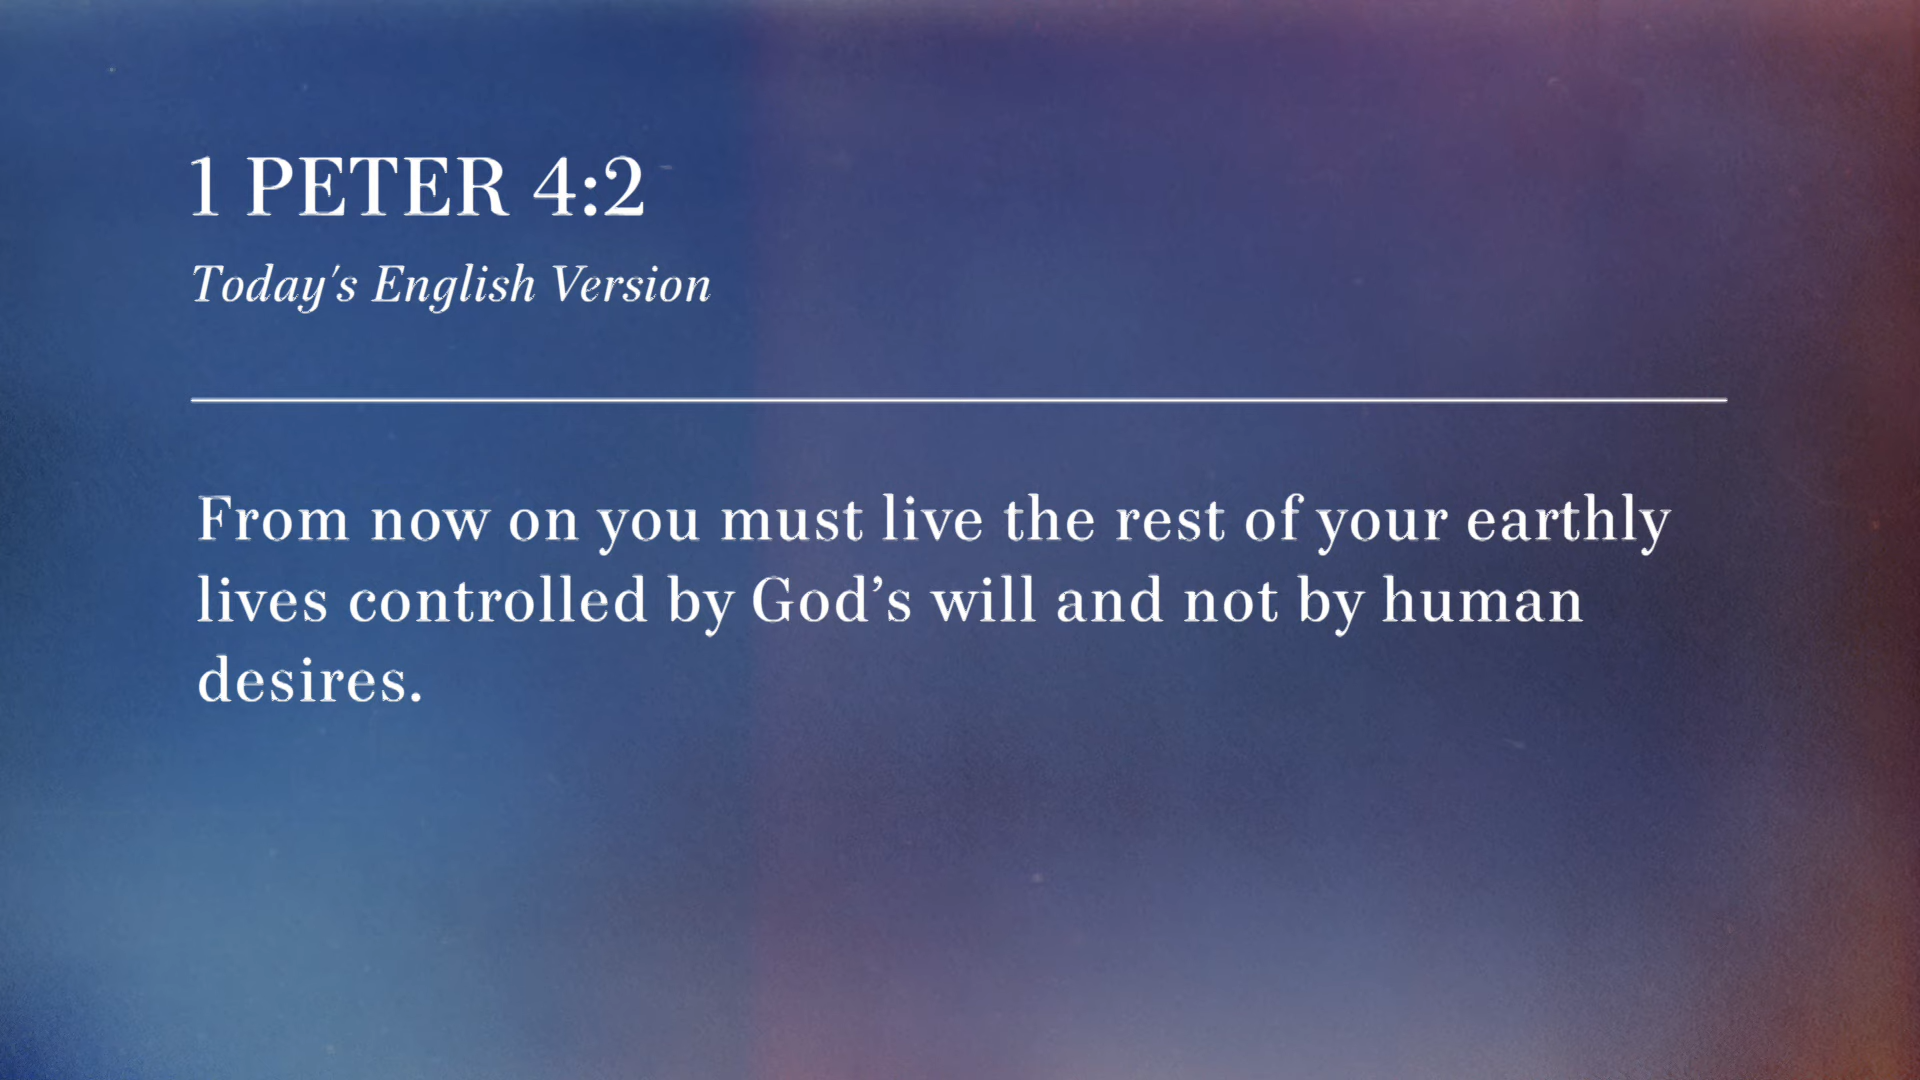 1 PETER 4:2
Today's English Version
From now on you must live the rest of your earthly
lives controlled by God’s will and not by human
desires.